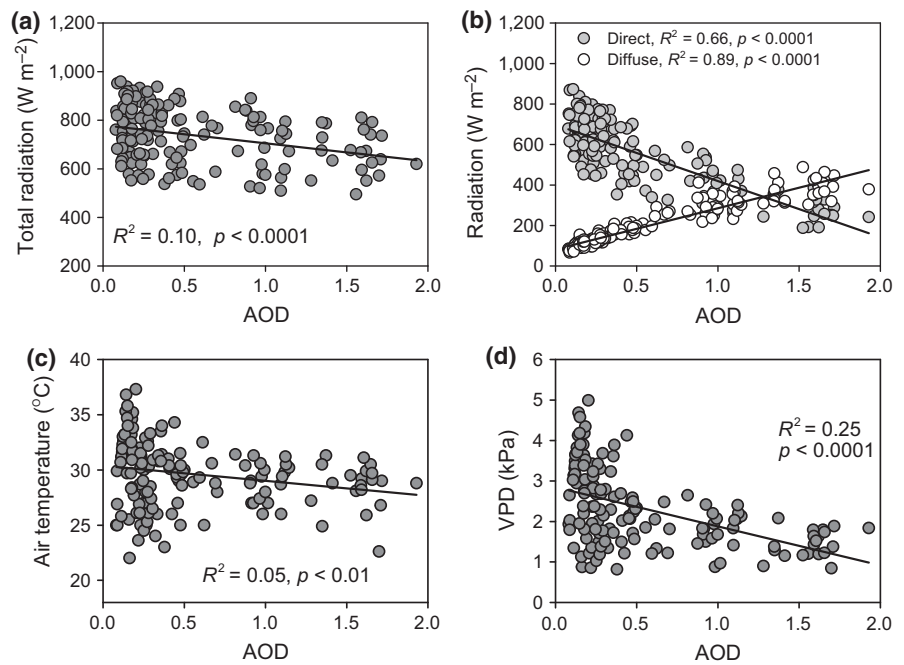 (a)
1,200
1,000
800
600
400
200
Total radiation (W m−2)
R2 = 0.10, p < 0.0001
0.0 0.5 1.0 1.5 2.0
AOD
(b)
1,200
1,000
800
600
400
200
0
Radiation (W m−2)
Direct, R2 = 0.66, p < 0.0001
Diffuse, R2 = 0.89, p < 0.0001
0.0 0.5 1.0 1.5 2.0
AOD
(c)
40
35
30
25
20
Air temperature (°C)
R2 = 0.05, p < 0.01
0.0 0.5 1.0 1.5 2.0
AOD
(d)
6
5
4
3
2
1
0
VPD (kPa)
R2 = 0.25
p < 0.0001
0.0 0.5 1.0 1.5 2.0
AOD